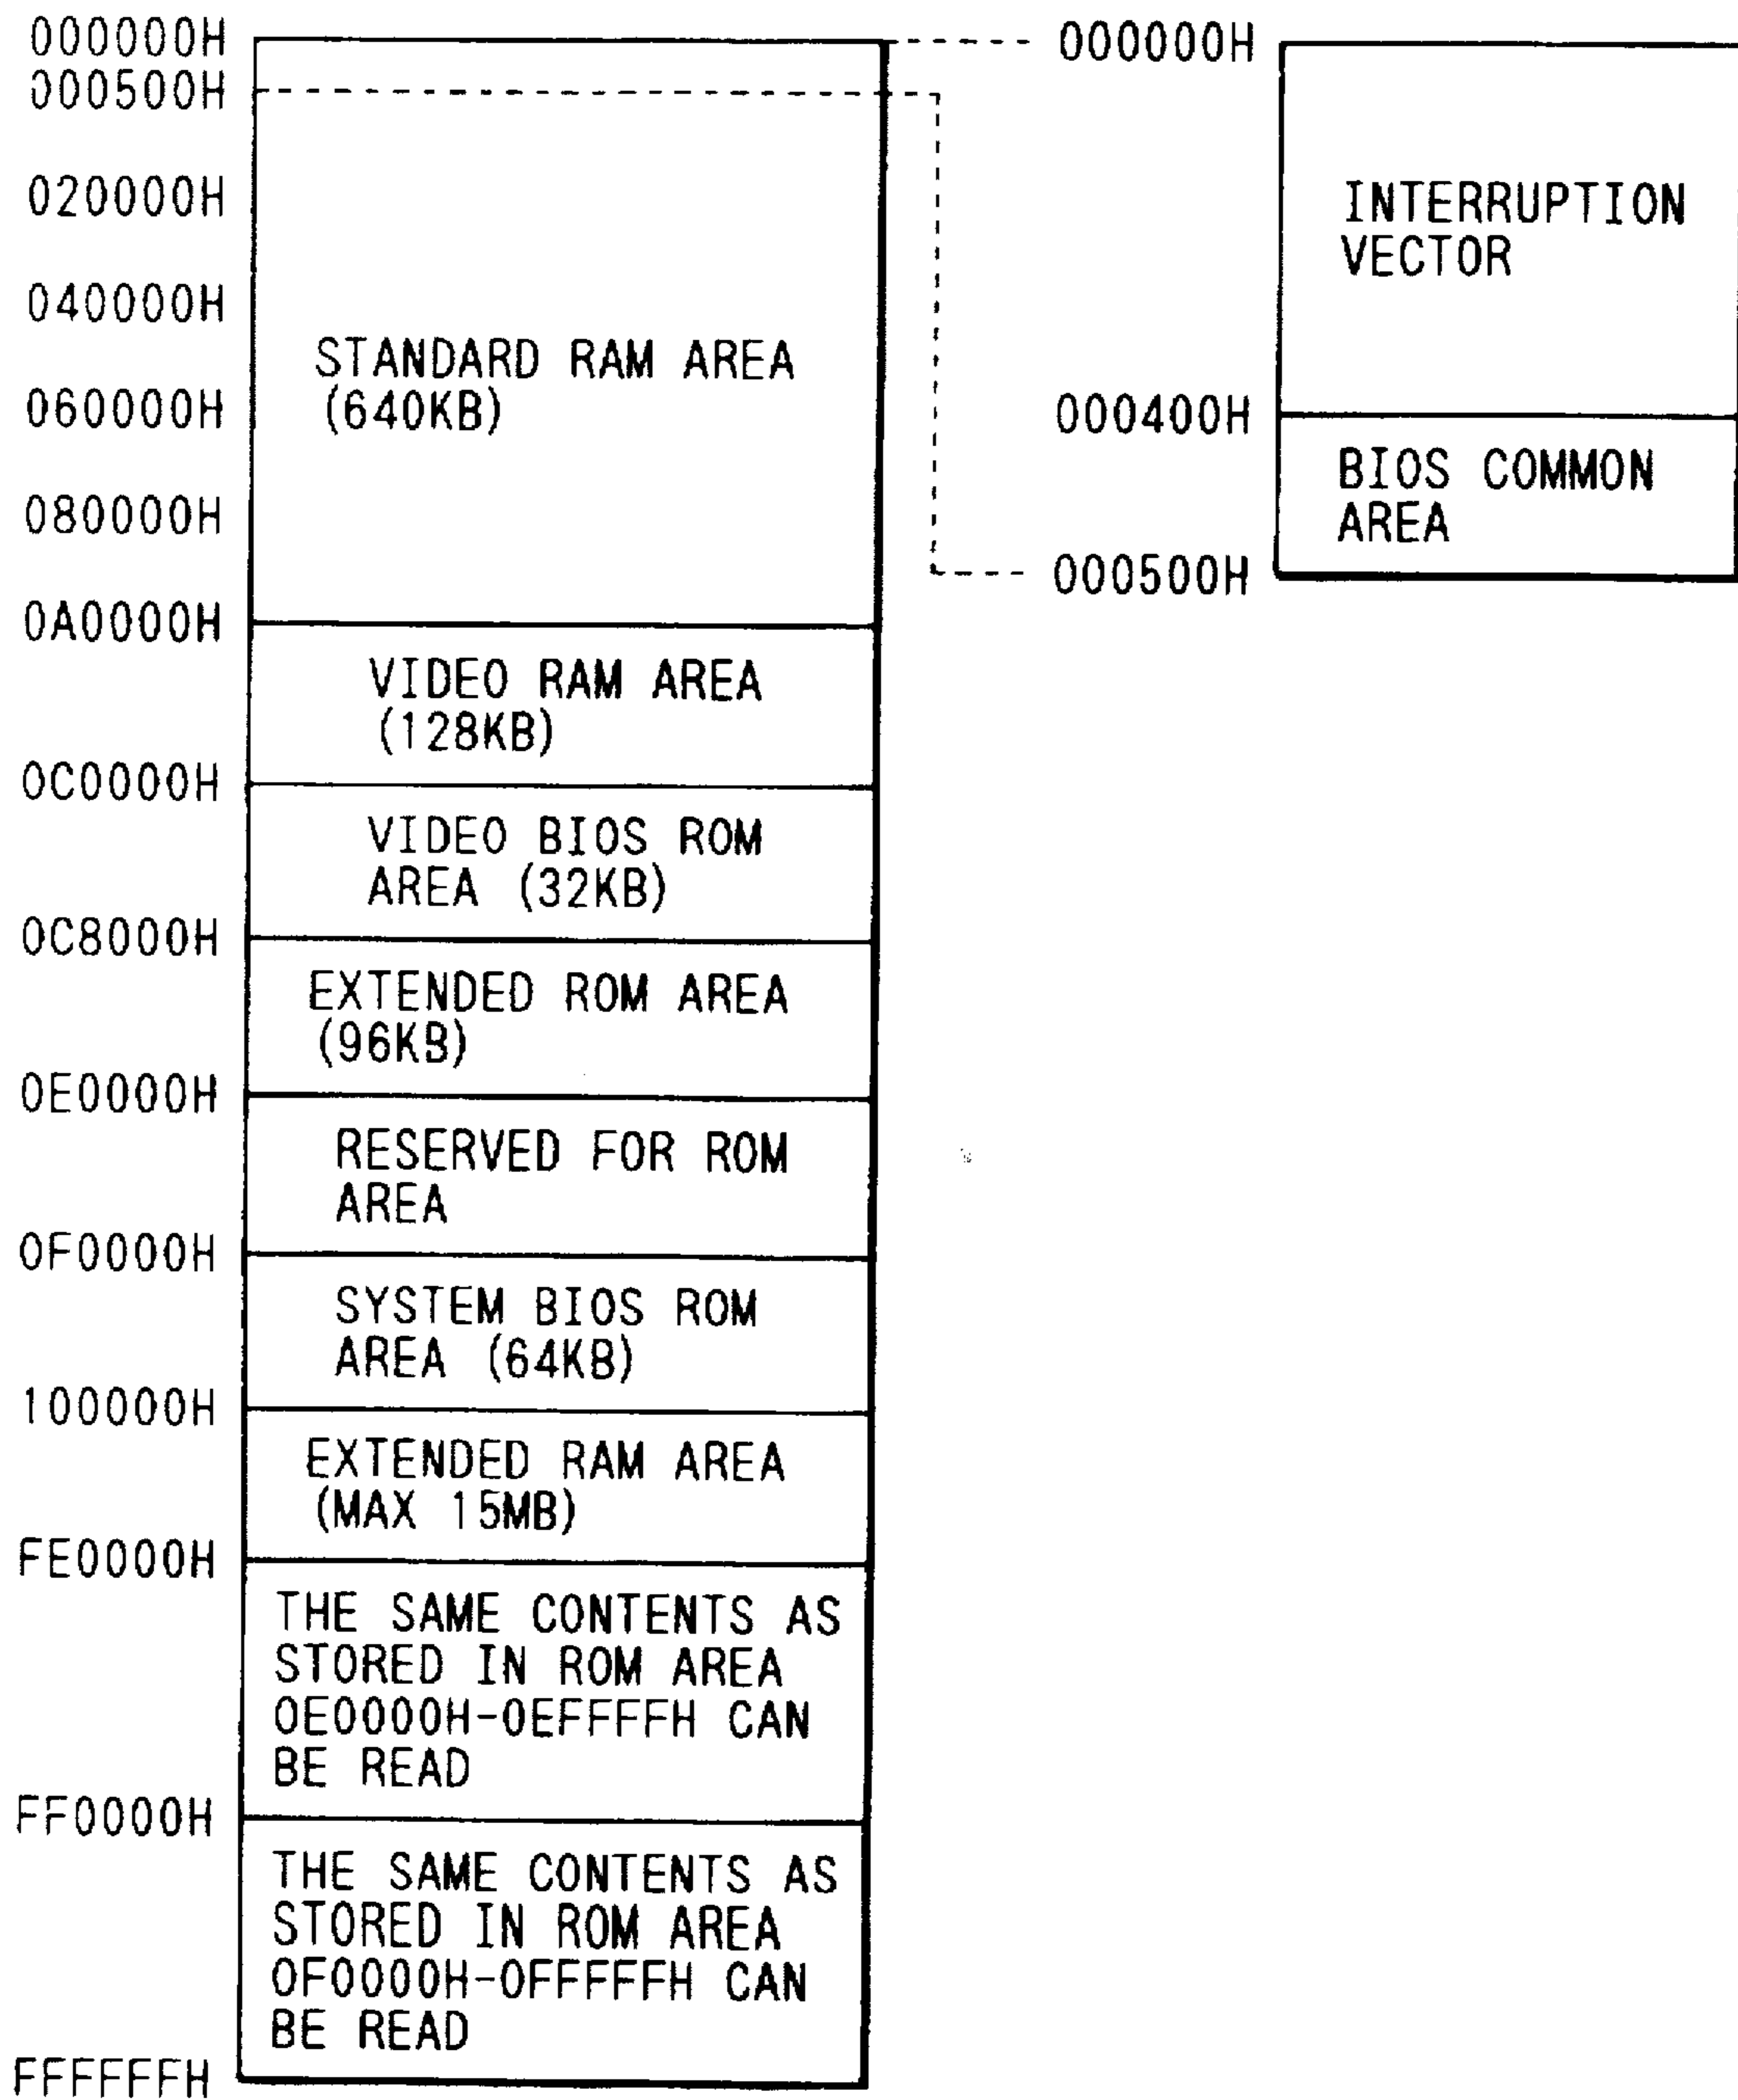 000000H
000500H
020000H
040000H
060000H
080000H
0A0000H
0C0000H
0C8000H
0E0000H
0F0000H
100000H
FE0000H
FF0000H
FFFFFFH
STANDARD RAM AREA
(640KB)
VIDEO RAM AREA
(128KB)
VIDEO BIOS ROM
AREA (32KB)
EXTENDED ROM AREA
(96KB)
RESERVED FOR ROM
AREA
SYSTEM BIOS ROM
AREA (64KB)
EXTENDED RAM AREA
(MAX 15MB)
THE SAME CONTENTS AS
STORED IN ROM AREA
0E0000H-0EFFFFH CAN
BE READ
THE SAME CONTENTS AS
STORED IN ROM AREA
0F0000H-0FFFFFH CAN
BE READ
000000H
000400H
000500H
INTERRUPTION
VECTOR
BIOS COMMON
AREA